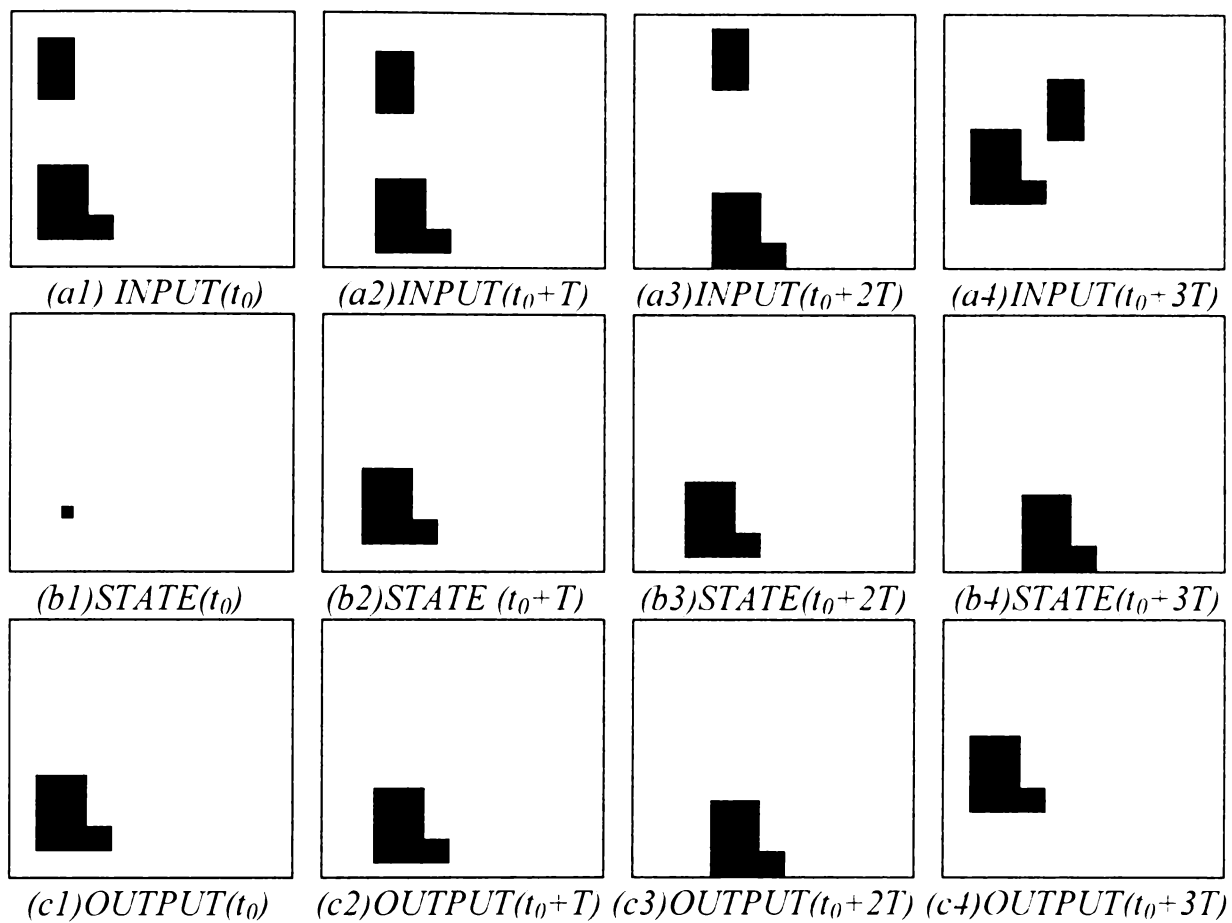 (a1) INPUT(t₀) (a2)INPUT(t₀+T) (a3)INPUT(t₀+2T) (a4)INPUT(t₀+3T)
(b1)STATE(t₀) (b2)STATE (t₀+T) (b3)STATE(t₀+2T) (b4)STATE(t₀+3T)
(c1)OUTPUT(t₀) (c2)OUTPUT(t₀+T) (c3)OUTPUT(t₀+2T) (c4)OUTPUT(t₀+3T)